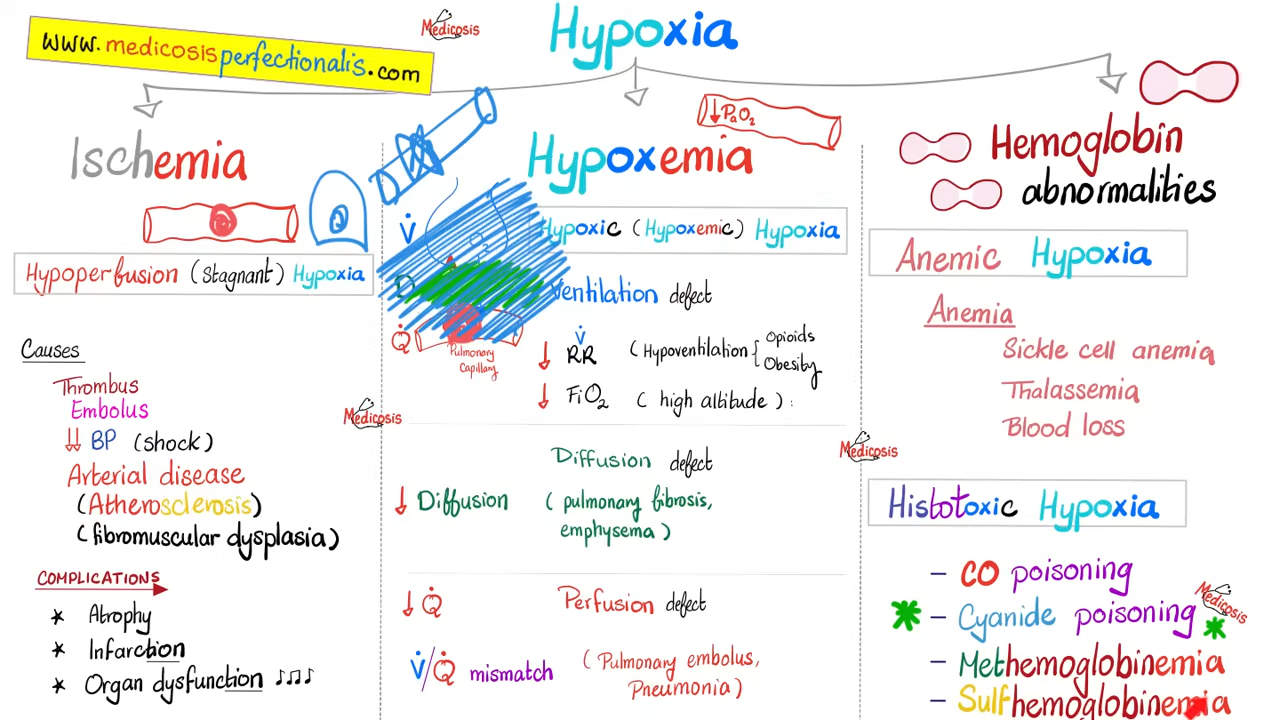 www.medicosisperfectionalis.com
Medicosis
Hypoxia
Ischemia
Hypoperfusion (Stagnant) Hypoxia
Causes
Thrombus
Embolus
↓↓ BP (shock)
Arterial disease
(Atherosclerosis)
(fibromuscular dysplasia)
COMPLICATIONS
* Atrophy
* Infarction
* Organ dysfunction ♪♫♪
↓PaO2
Hypoxemia
V̇
Hypoxic (Hypoxemic) Hypoxia
O2
D
Ventilation defect
Q̇
Pulmonary
Capillary
V̇
↓ RR (Hypoventilation { Opioids
Obesity
↓ FiO2 (high altitude) :
Medicosis
Diffusion defect
↓ Diffusion (pulmonary fibrosis,
emphysema)
↓ Q̇ Perfusion defect
V̇/Q̇ mismatch (Pulmonary embolus,
Pneumonia)
Hemoglobin
abnormalities
Anemic Hypoxia
Anemia
Sickle cell anemia
Thalassemia
Blood loss
Medicosis
Histotoxic Hypoxia
- CO poisoning
* - Cyanide poisoning *
Medicosis
- Methemoglobinemia
- Sulfhemoglobinemia